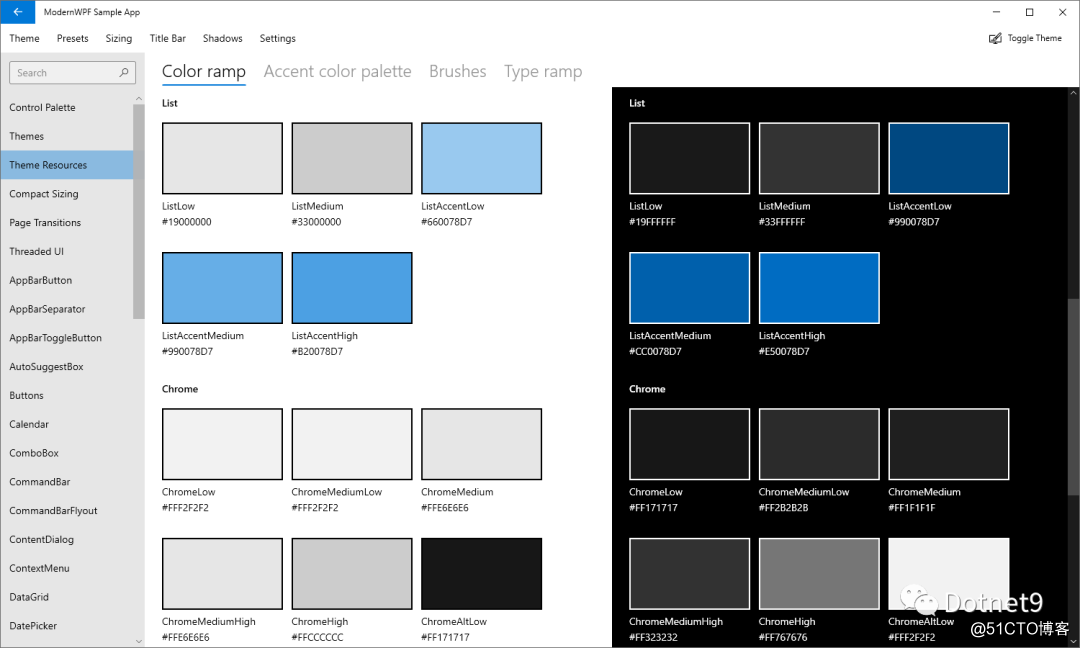 ModernWPF Sample App
Theme Presets Sizing Title Bar Shadows Settings Toggle Theme
Search
Control Palette
Themes
Theme Resources
Compact Sizing
Page Transitions
Threaded UI
AppBarButton
AppBarSeparator
AppBarToggleButton
AutoSuggestBox
Buttons
Calendar
ComboBox
CommandBar
CommandBarFlyout
ContentDialog
ContextMenu
DataGrid
DatePicker
Color ramp Accent color palette Brushes Type ramp
List
ListLow ListMedium ListAccentLow
#19000000 #33000000 #660078D7
ListAccentMedium ListAccentHigh
#990078D7 #B20078D7
Chrome
ChromeLow ChromeMediumLow ChromeMedium
#FFF2F2F2 #FFF2F2F2 #FFE6E6E6
ChromeMediumHigh ChromeHigh ChromeAltLow
#FFE6E6E6 #FFCCCCCC #FF171717
List
ListLow ListMedium ListAccentLow
#19FFFFFF #33FFFFFF #990078D7
ListAccentMedium ListAccentHigh
#CC0078D7 #E50078D7
Chrome
ChromeLow ChromeMediumLow ChromeMedium
#FF171717 #FF2B2B2B #FF1F1F1F
ChromeMediumHigh ChromeHigh ChromeAltLow
#FF323232 #FF767676 #FFF2F2F2
Dotnet9
@51CTO博客